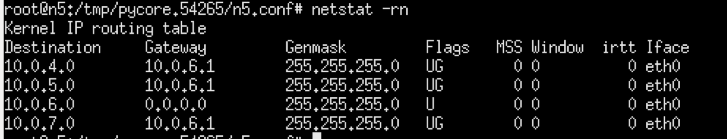 root@n5:/tmp/pycore.54265/n5.conf# netstat -rn
Kernel IP routing table
Destination     Gateway         Genmask         Flags   MSS Window  irtt Iface
10.0.4.0        10.0.6.1        255.255.255.0   UG        0 0          0 eth0
10.0.5.0        10.0.6.1        255.255.255.0   UG        0 0          0 eth0
10.0.6.0        0.0.0.0         255.255.255.0   U         0 0          0 eth0
10.0.7.0        10.0.6.1        255.255.255.0   UG        0 0          0 eth0